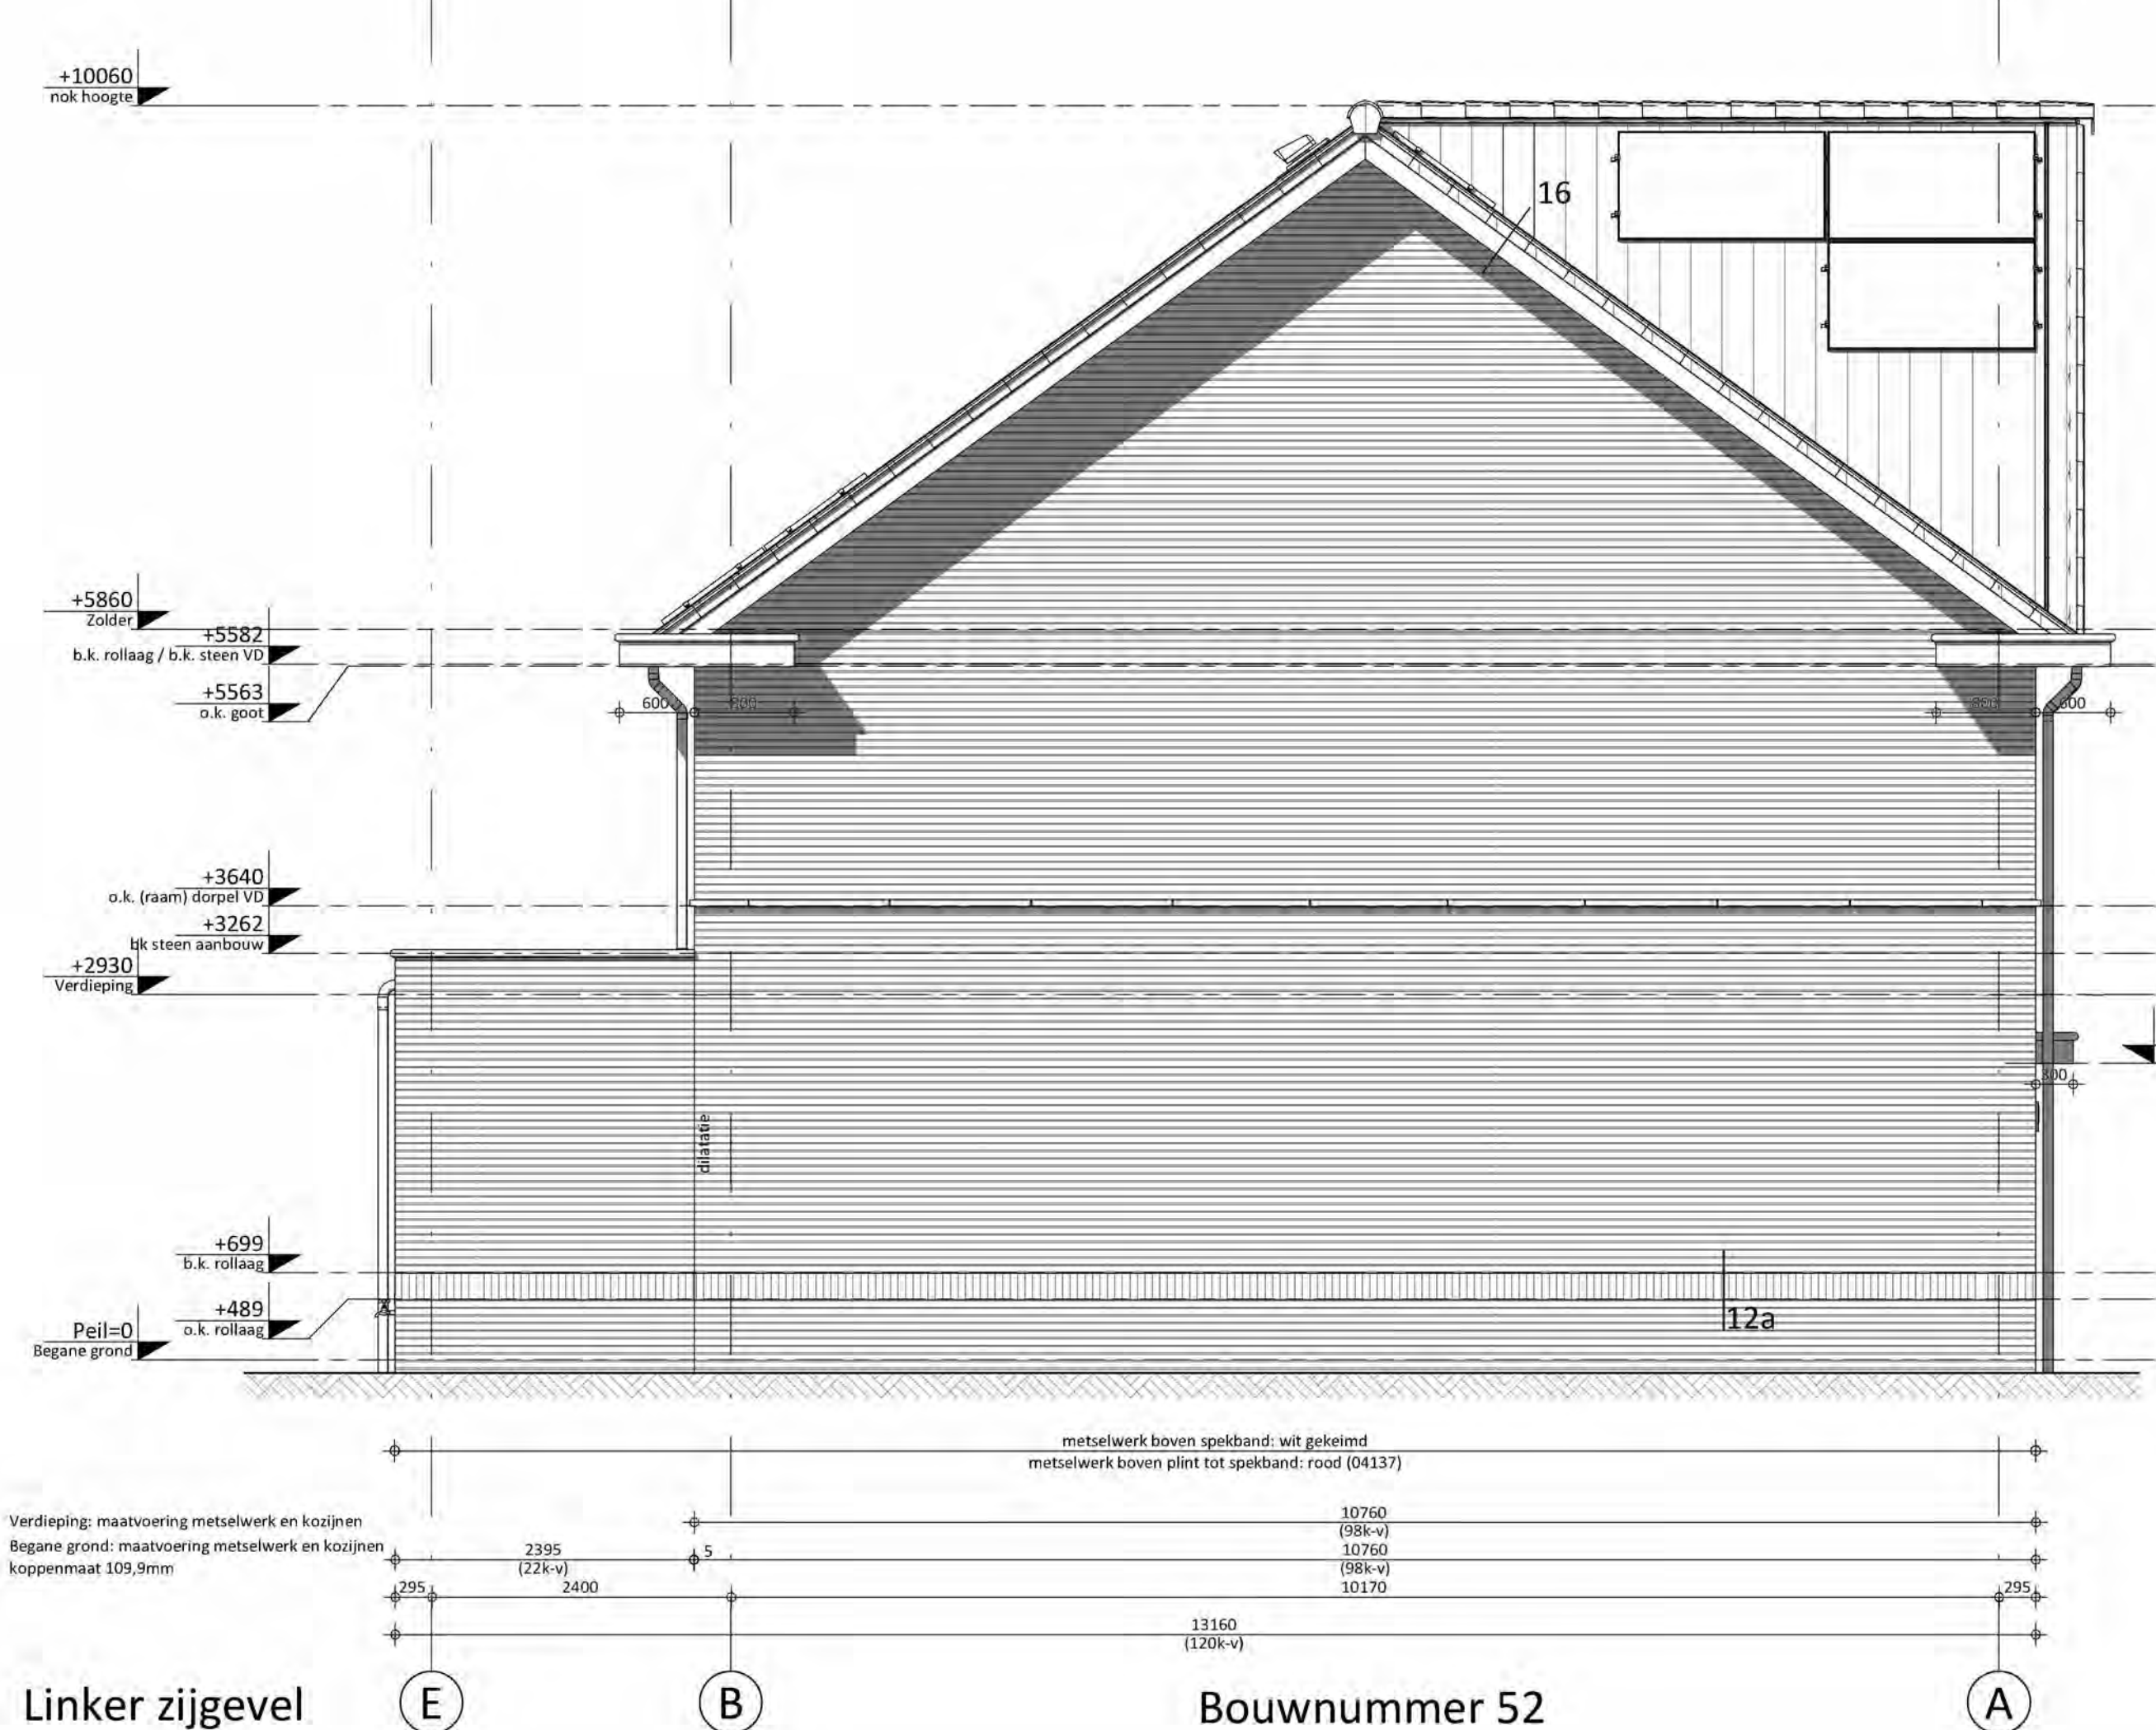 +10060
nok hoogte
16
+5860
Zolder
+5582
b.k. rollaag / b.k. steen VD
+5563
o.k. goot
600
800
800
600
+3640
o.k. (raam) dorpel VD
+3262
bk steen aanbouw
+2930
Verdieping
300
dilatatie
+699
b.k. rollaag
+489
o.k. rollaag
Peil=0
Begane grond
12a
metselwerk boven spekband: wit gekeimd
metselwerk boven plint tot spekband: rood (04137)
Verdieping: maatvoering metselwerk en kozijnen
10760
(98k-v)
Begane grond: maatvoering metselwerk en kozijnen
koppenmaat 109,9mm
2395
(22k-v)
5
10760
(98k-v)
295
2400
10170
295
13160
(120k-v)
Linker zijgevel
E
B
Bouwnummer 52
A